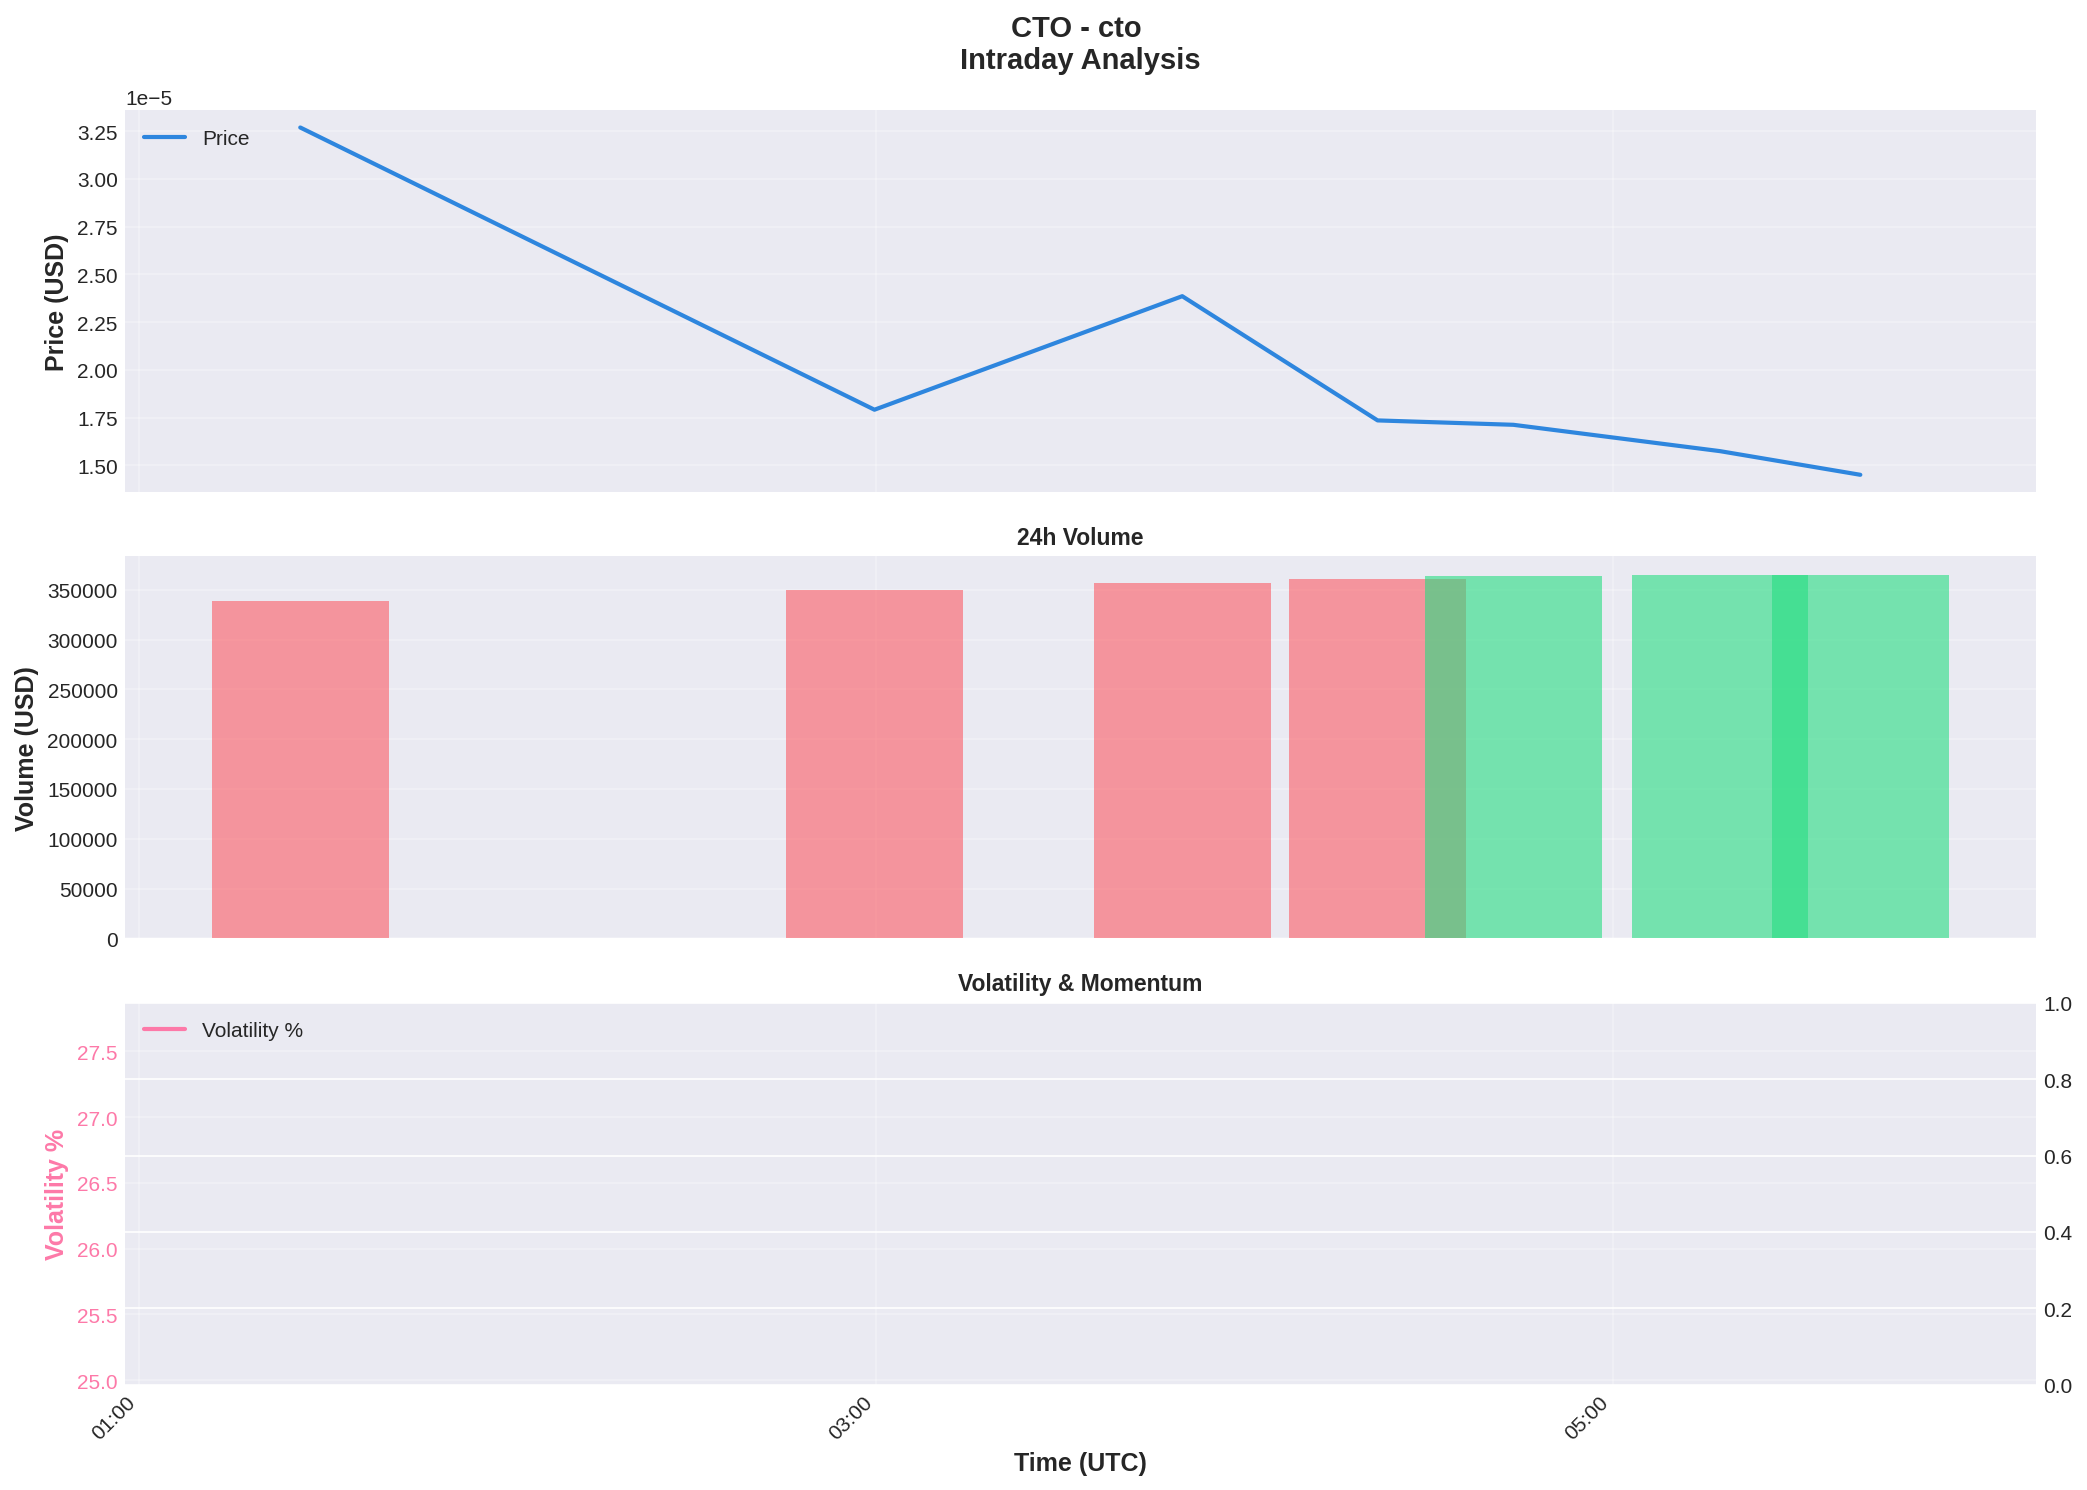 CTO - cto
Intraday Analysis
1e−5
Price
3.25
3.00
2.75
2.50
2.25
2.00
1.75
1.50
Price (USD)
24h Volume
350000
300000
250000
200000
150000
100000
50000
0
Volume (USD)
Volatility & Momentum
Volatility %
27.5
27.0
26.5
26.0
25.5
25.0
Volatility %
1.0
0.8
0.6
0.4
0.2
0.0
01:00
03:00
05:00
Time (UTC)